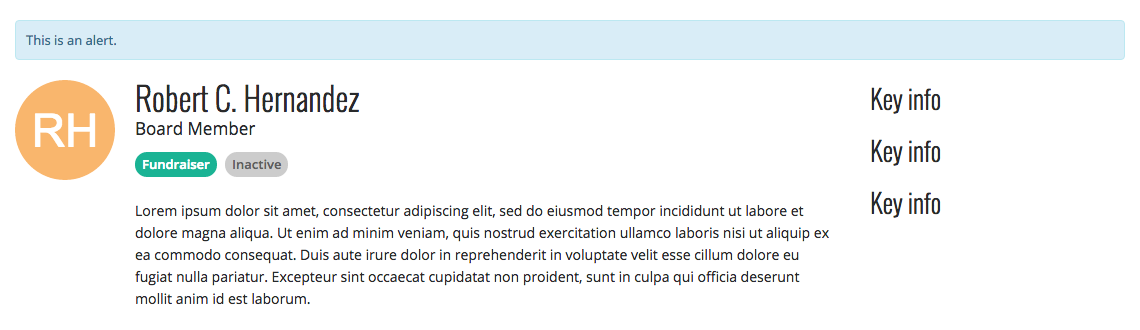 This is an alert.
RH
Robert C. Hernandez
Board Member
Fundraiser Inactive
Lorem ipsum dolor sit amet, consectetur adipiscing elit, sed do eiusmod tempor incididunt ut labore et
dolore magna aliqua. Ut enim ad minim veniam, quis nostrud exercitation ullamco laboris nisi ut aliquip ex
ea commodo consequat. Duis aute irure dolor in reprehenderit in voluptate velit esse cillum dolore eu
fugiat nulla pariatur. Excepteur sint occaecat cupidatat non proident, sunt in culpa qui officia deserunt
mollit anim id est laborum.
Key info
Key info
Key info